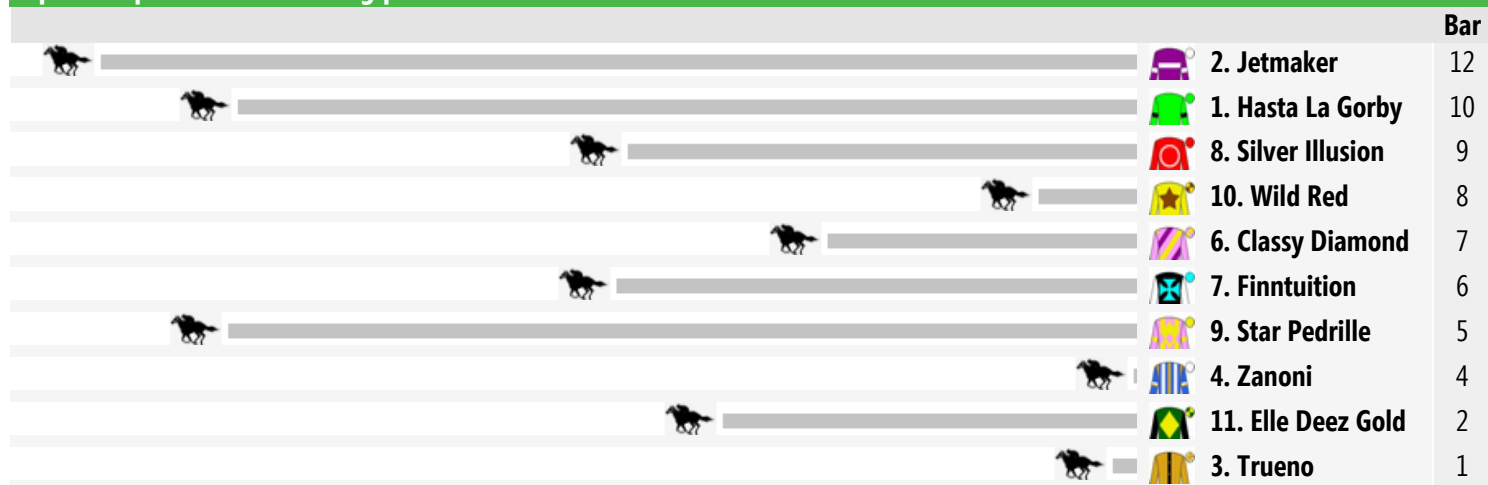 Bar
2. Jetmaker 12
1. Hasta La Gorby 10
8. Silver Illusion 9
10. Wild Red 8
6. Classy Diamond 7
7. Finntuition 6
9. Star Pedrille 5
4. Zanoni 4
11. Elle Deez Gold 2
3. Trueno 1